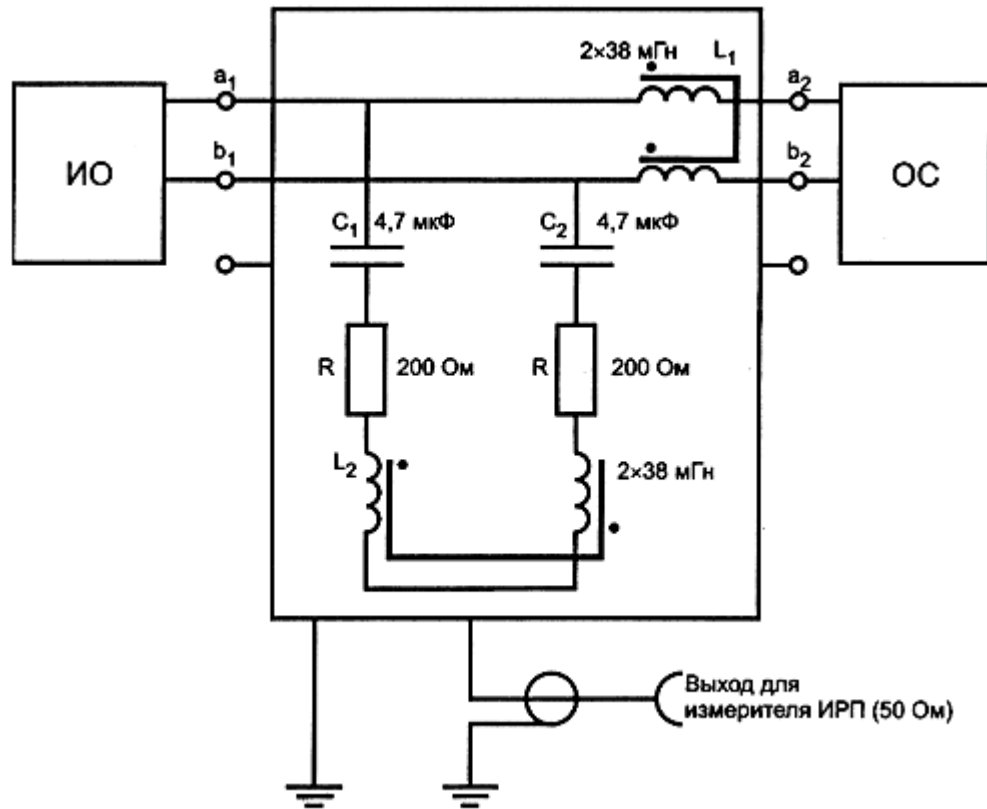 2×38 мГн L1
a1 a2
ИО b1 b2 ОС
C1 4,7 мкФ C2 4,7 мкФ
R 200 Ом R 200 Ом
L2 2×38 мГн
Выход для
измерителя ИРП (50 Ом)